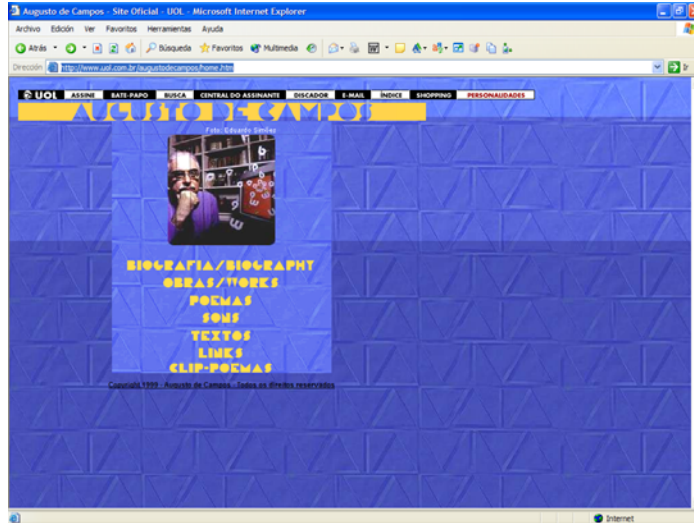 Augusto de Campos - Site Oficial - UOL - Microsoft Internet Explorer
Archivo Edición Ver Favoritos Herramientas Ayuda
Atrás Búsqueda Favoritos Multimedia
Dirección http://www.uol.com.br/augustodecampos/home.htm Ir
UOL ASSINE BATE-PAPO BUSCA CENTRAL DO ASSINANTE DISCADOR E-MAIL ÍNDICE SHOPPING PERSONALIDADES
AUGUSTO DE CAMPOS
Foto: Eduardo Simões
BIOGRAFIA/BIOGRAPHY
OBRAS/WORKS
POEMAS
SONS
TEXTOS
LINKS
CLIP-POEMAS
Copyright 1999 - Augusto de Campos - Todos os direitos reservados
Internet